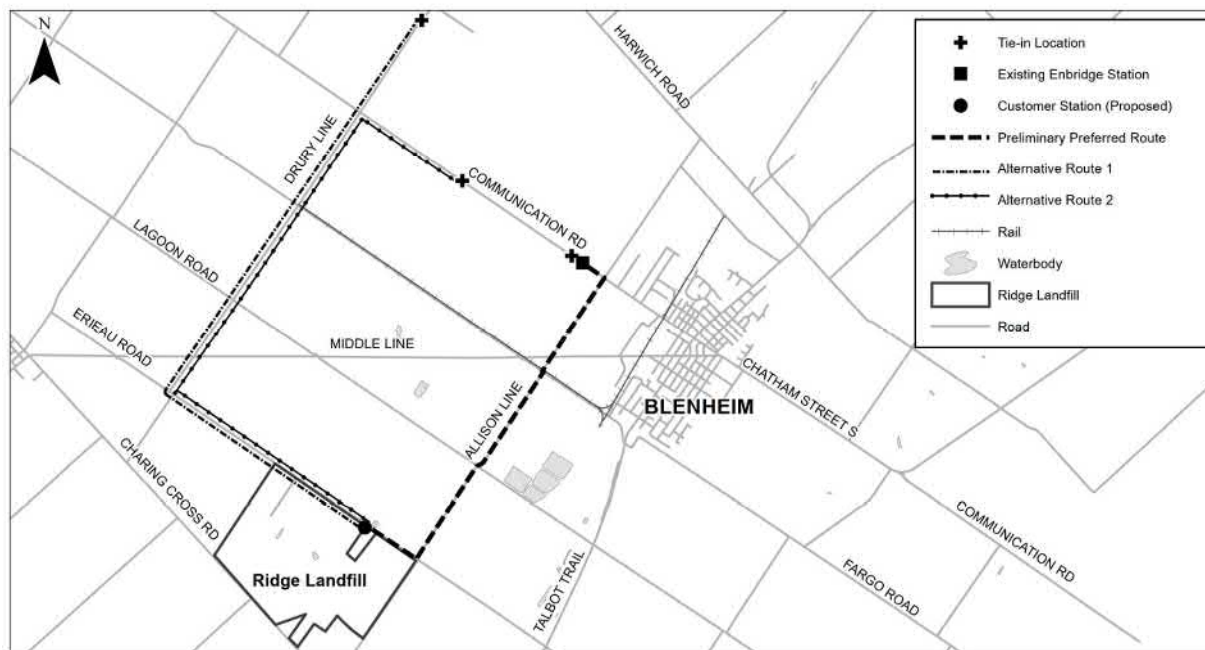 N
Tie-in Location
Existing Enbridge Station
Customer Station (Proposed)
Preliminary Preferred Route
Alternative Route 1
Alternative Route 2
Rail
Waterbody
Ridge Landfill
Road
HARWICH ROAD
DRURY LINE
COMMUNICATION RD
LAGOON ROAD
ERIEAU ROAD
MIDDLE LINE
CHATHAM STREET S
BLENHEIM
ALLISON LINE
CHARING CROSS RD
COMMUNICATION RD
Ridge Landfill
TALBOT TRAIL
FARGO ROAD